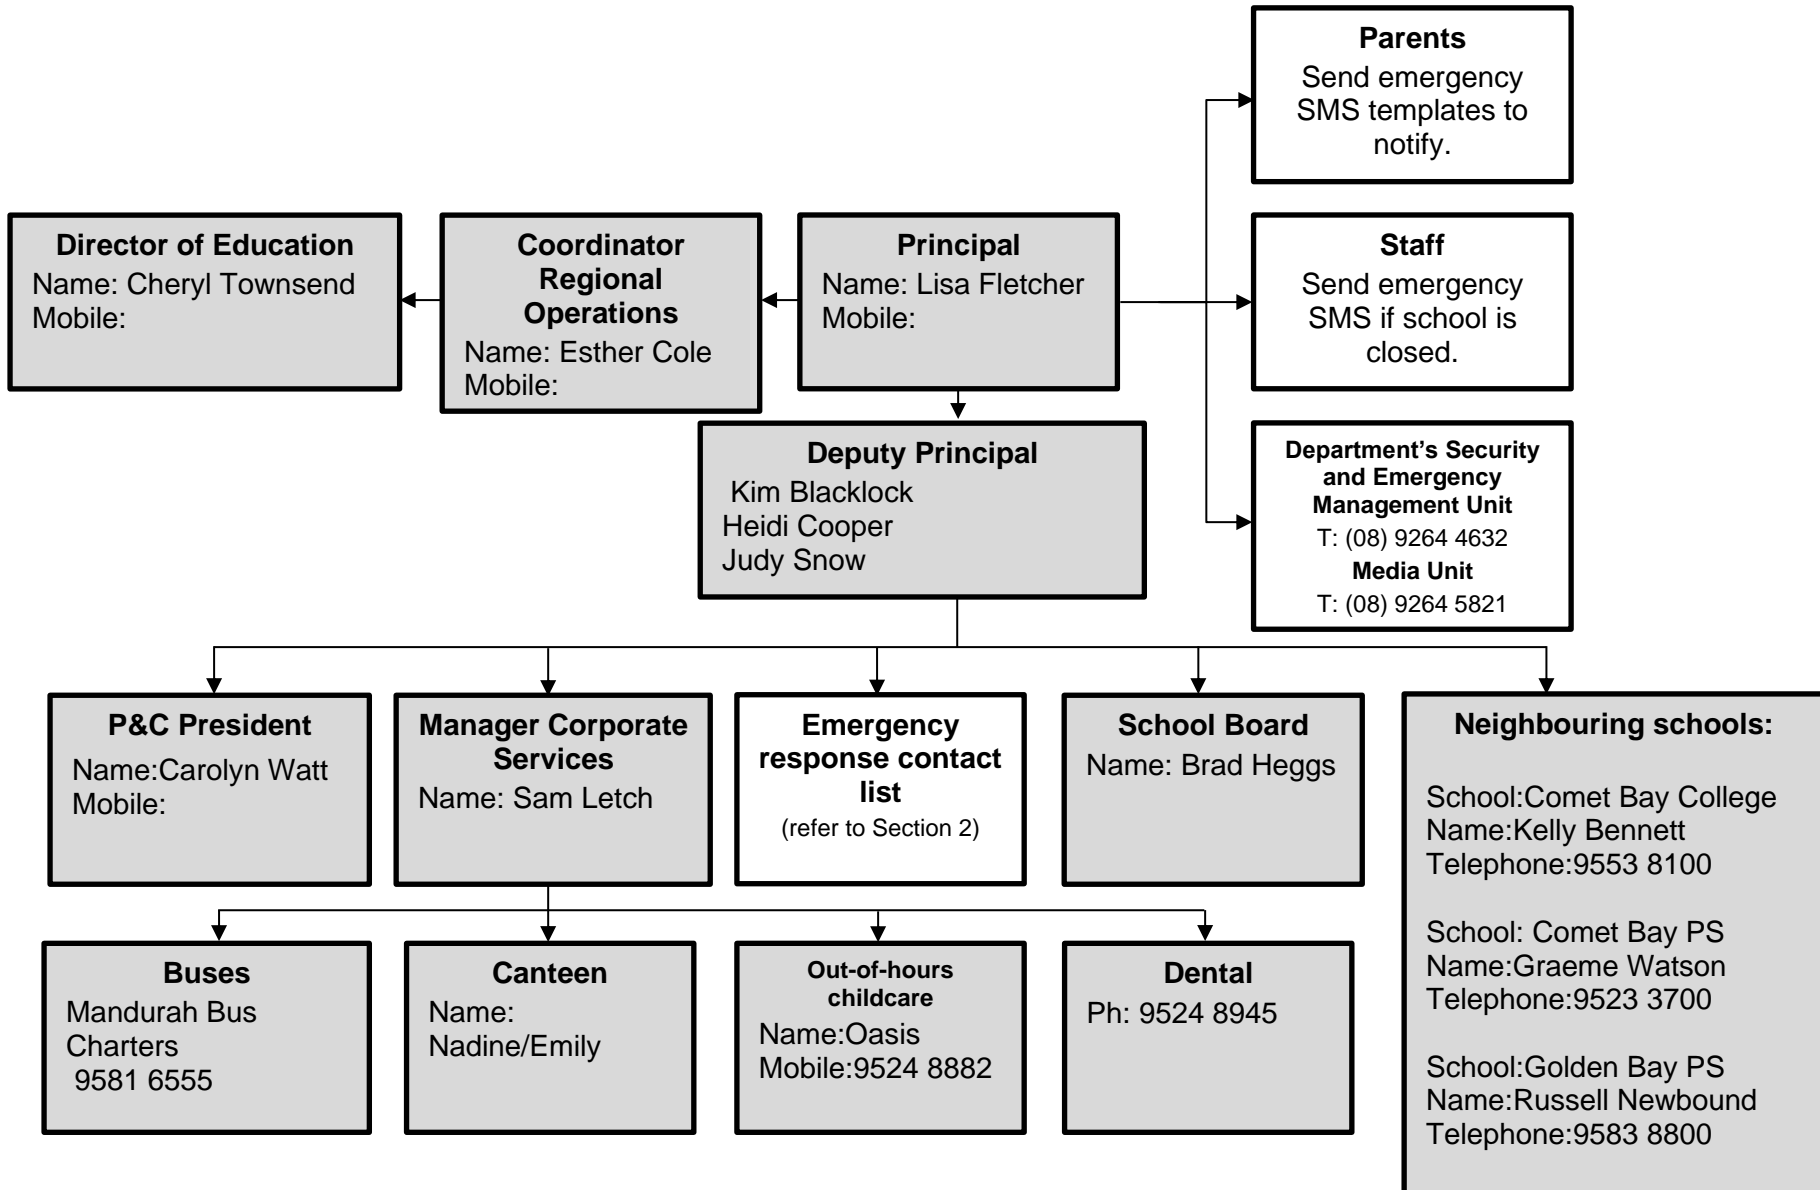 Parents
Send emergency
SMS templates to
notify.
Director of Education
Name: Cheryl Townsend
Mobile:
Coordinator
Regional
Operations
Name: Esther Cole
Mobile:
Principal
Name: Lisa Fletcher
Mobile:
Staff
Send emergency
SMS if school is
closed.
Deputy Principal
Kim Blacklock
Heidi Cooper
Judy Snow
Department’s Security
and Emergency
Management Unit
T: (08) 9264 4632
Media Unit
T: (08) 9264 5821
P&C President
Name:Carolyn Watt
Mobile:
Manager Corporate
Services
Name: Sam Letch
Emergency
response contact
list
(refer to Section 2)
School Board
Name: Brad Heggs
Neighbouring schools:
School:Comet Bay College
Name:Kelly Bennett
Telephone:9553 8100
School: Comet Bay PS
Name:Graeme Watson
Telephone:9523 3700
School:Golden Bay PS
Name:Russell Newbound
Telephone:9583 8800
Buses
Mandurah Bus
Charters
9581 6555
Canteen
Name:
Nadine/Emily
Out-of-hours
childcare
Name:Oasis
Mobile:9524 8882
Dental
Ph: 9524 8945